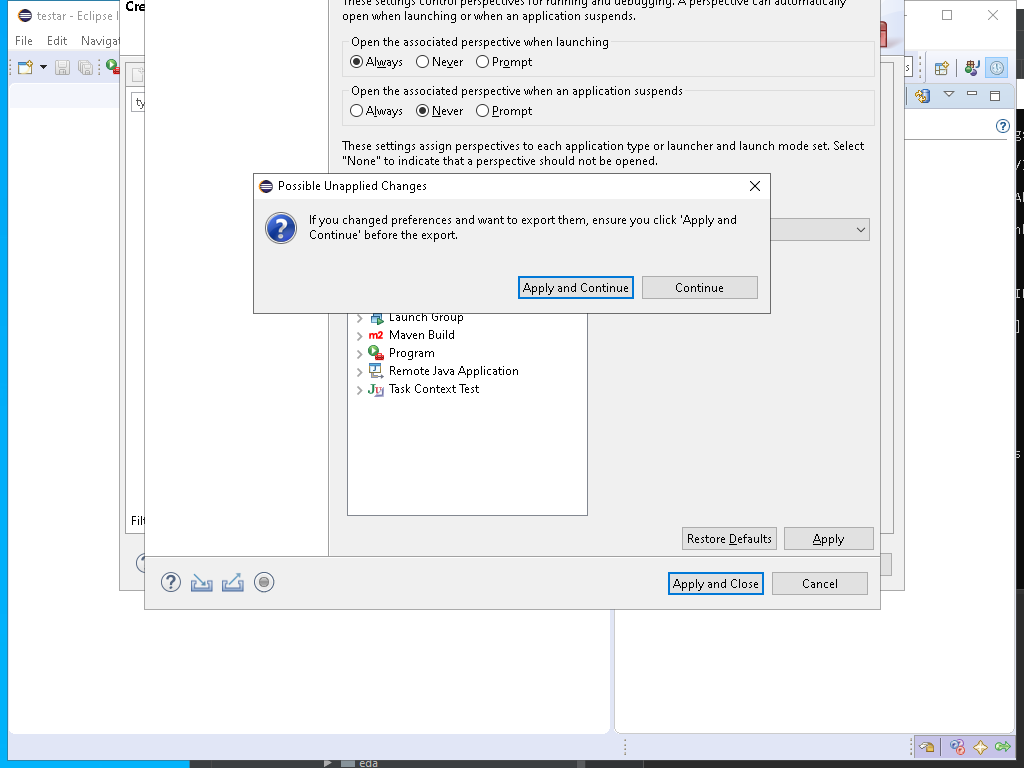 testar - Eclipse I
Cre
These settings control perspectives for running and debugging. A perspective can automatically
open when launching or when an application suspends.
File Edit Navigat
Open the associated perspective when launching
Always Never Prompt
Open the associated perspective when an application suspends
Always Never Prompt
ty
These settings assign perspectives to each application type or launcher and launch mode set. Select
"None" to indicate that a perspective should not be opened.
Possible Unapplied Changes
If you changed preferences and want to export them, ensure you click 'Apply and
Continue' before the export.
Apply and Continue Continue
Launch Group
m2 Maven Build
Program
Remote Java Application
Task Context Test
Filt
Restore Defaults Apply
Apply and Close Cancel
eda